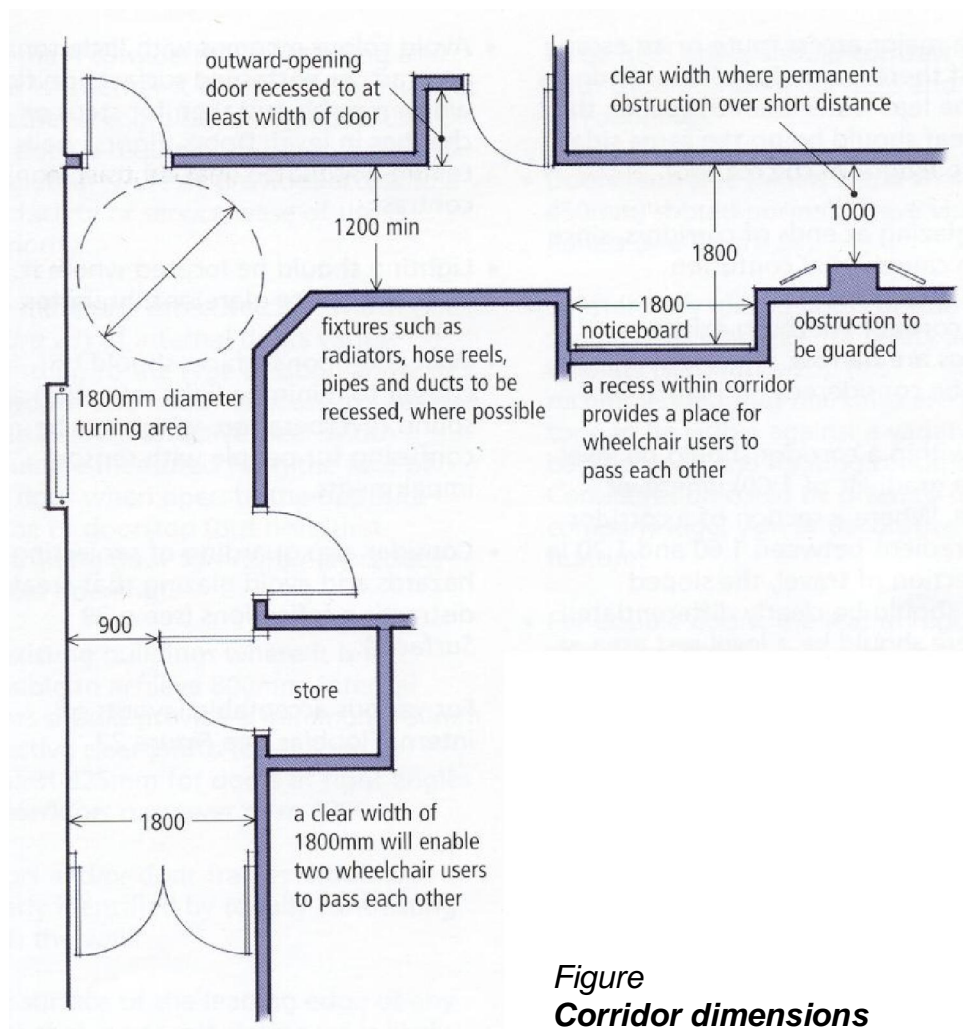 outward-opening
door recessed to at
least width of door
clear width where permanent
obstruction over short distance
1200 min
1000
1800
1800
noticeboard
fixtures such as
radiators, hose reels,
pipes and ducts to be
recessed, where possible
obstruction to
be guarded
1800mm diameter
turning area
a recess within corridor
provides a place for
wheelchair users to
pass each other
900
store
1800
a clear width of
1800mm will enable
two wheelchair users
to pass each other
Figure
Corridor dimensions